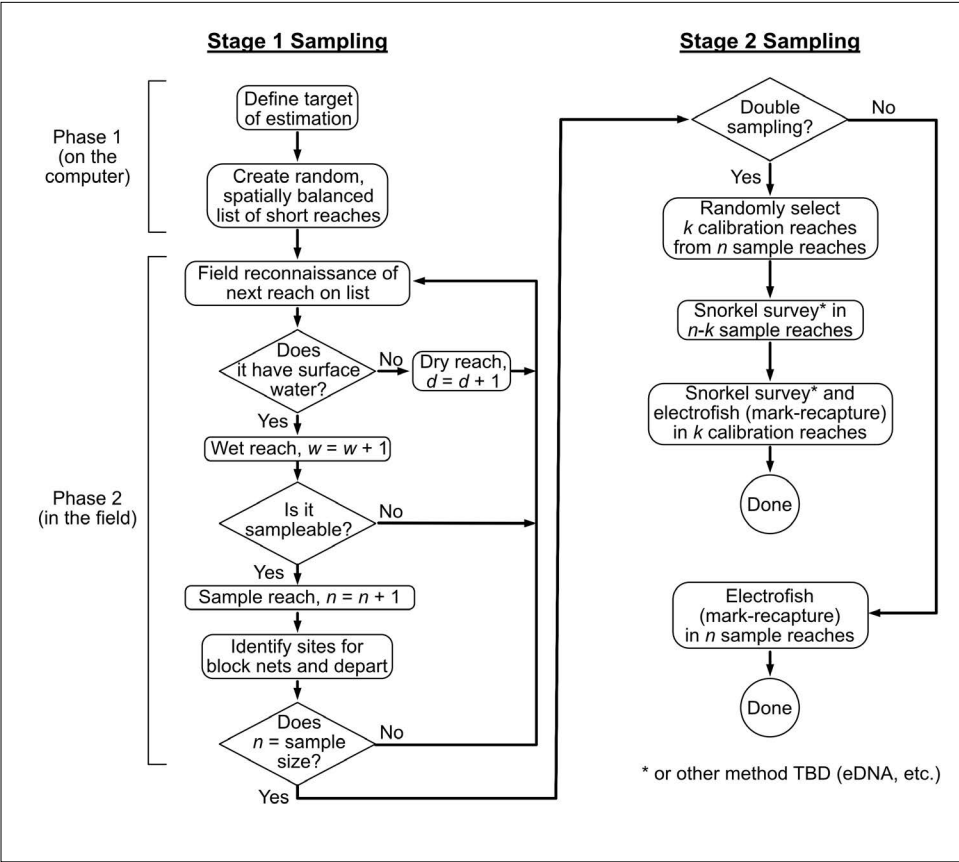 Stage 1 Sampling
Phase 1
(on the
computer)
Define target
of estimation
Create random,
spatially balanced
list of short reaches
Phase 2
(in the field)
Field reconnaissance of
next reach on list
Does
it have surface
water?
No
Dry reach,
d = d + 1
Yes
Wet reach, w = w + 1
Is it
sampleable?
No
Yes
Sample reach, n = n + 1
Identify sites for
block nets and depart
Does
n = sample
size?
No
Yes
Stage 2 Sampling
Double
sampling?
No
Yes
Randomly select
k calibration reaches
from n sample reaches
Snorkel survey* in
n-k sample reaches
Snorkel survey* and
electrofish (mark-recapture)
in k calibration reaches
Done
Electrofish
(mark-recapture)
in n sample reaches
Done
* or other method TBD (eDNA, etc.)